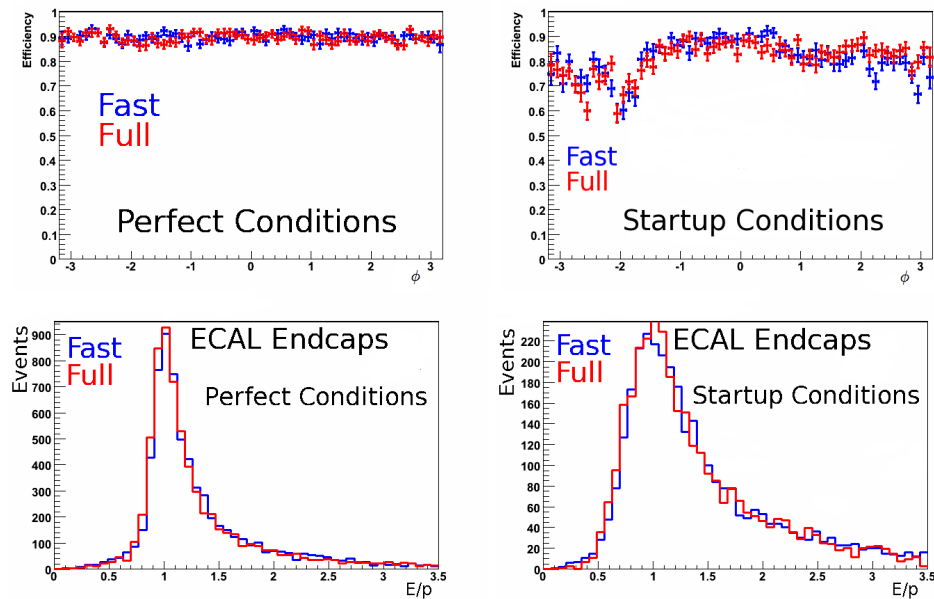 Efficiency
1
0.9
0.8
0.7
0.6
0.5
0.4
0.3
0.2
0.1
0
Fast
Full
Perfect Conditions
-3 -2 -1 0 1 2 3
ϕ
Efficiency
1
0.9
0.8
0.7
0.6
0.5
0.4
0.3
0.2
0.1
0
Fast
Full
Startup Conditions
-3 -2 -1 0 1 2 3
ϕ
Events
900
800
700
600
500
400
300
200
100
0
Fast
Full
ECAL Endcaps
Perfect Conditions
0 0.5 1 1.5 2 2.5 3 3.5
E/p
Events
220
200
180
160
140
120
100
80
60
40
20
0
Fast
Full
ECAL Endcaps
Startup Conditions
0 0.5 1 1.5 2 2.5 3 3.5
E/p